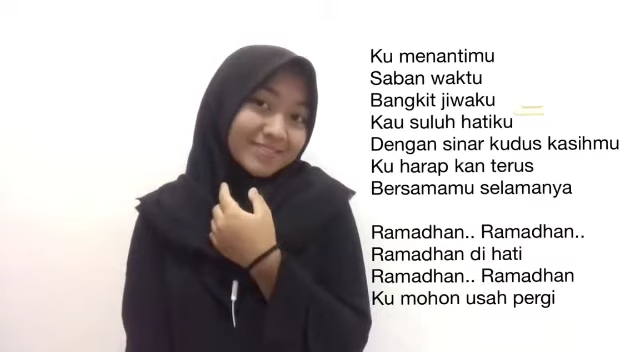 Ku menantimu
Saban waktu
Bangkit jiwaku
Kau suluh hatiku
Dengan sinar kudus kasihmu
Ku harap kan terus
Bersamamu selamanya
Ramadhan.. Ramadhan..
Ramadhan di hati
Ramadhan.. Ramadhan
Ku mohon usah pergi